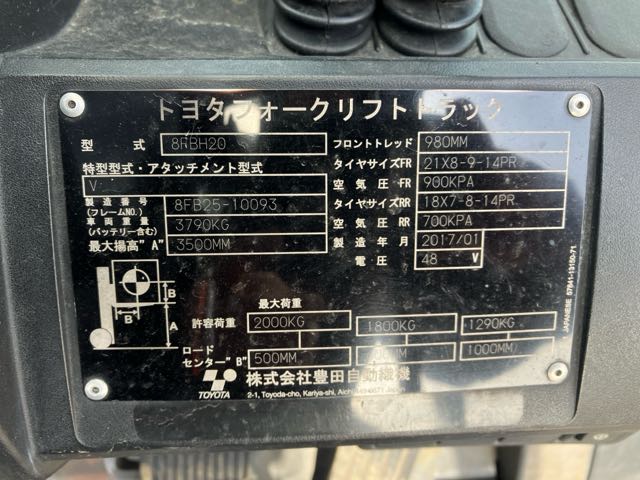 トヨタフォークリフトトラック
型 式 8FBH20 フロントトレッド 980MM
特型型式・アタッチメント型式 タイヤサイズFR 21X8-9-14PR
V 空 気 圧 FR 900KPA
製造番号 (フレームNO.) 8FB25-10093 タイヤサイズRR 18X7-8-14PR
車両重量 (バッテリー含む) 3790KG 空 気 圧 RR 700KPA
最大揚高"A" 3500MM 製造年月 2017/01
電 圧 48 V
B
B
A
最大荷重
許容荷重 2000KG 1800KG 1290KG
ロードセンター"B" 500MM 1000MM
TOYOTA 株式会社豊田自動織機
2-1, Toyoda-cho, Kariya-shi, Aichi
JAPANESE 57841-13150-71